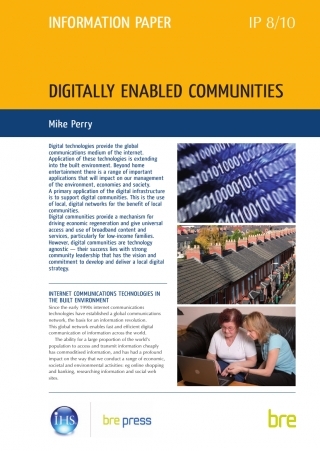 INFORMATION PAPER
IP 8/10
DIGITALLY ENABLED COMMUNITIES
Mike Perry
Digital technologies provide the global
communications medium of the internet.
Application of these technologies is extending
into the built environment. Beyond home
entertainment there is a range of important
applications that will impact on our management
of the environment, economies and society.
A primary application of the digital infrastructure
is to support digital communities. This is the use
of local, digital networks for the benefit of local
communities.
Digital communities provide a mechanism for
driving economic regeneration and give universal
access and use of broadband content and
services, particularly for low-income families.
However, digital communities are technology
agnostic — their success lies with strong
community leadership that has the vision and
commitment to develop and deliver a local digital
strategy.
INTERNET COMMUNICATIONS TECHNOLOGIES IN
THE BUILT ENVIRONMENT
Since the early 1990s internet communications
technologies have established a global communications
network, the basis for an information revolution.
This global network enables fast and efficient digital
communication of information across the world.
The ability for a large proportion of the world's
population to access and transmit information cheaply
has commoditised information, and has had a profound
impact on the way that we conduct a range of economic,
societal and environmental activities: eg online shopping
and banking, researching information and social web
sites.
IHS
bre press
bre